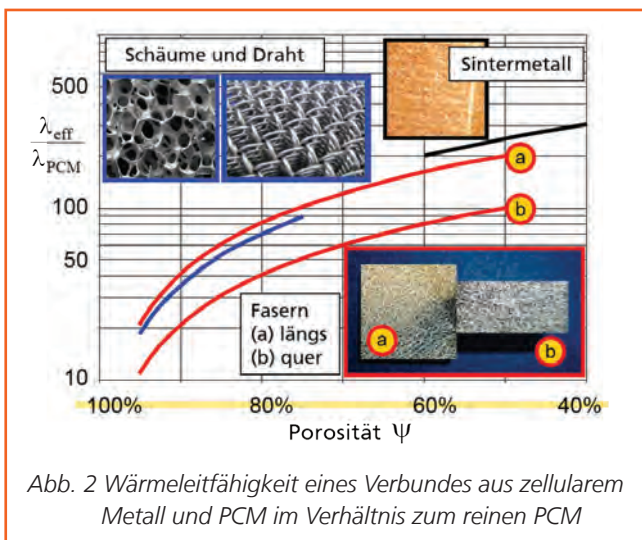 Schäume und Draht
Sintermetall
500
λeff
λPCM
100
50
10
a
b
Fasern
(a) längs
(b) quer
a
b
100%
80%
60%
40%
Porosität Ψ
Abb. 2 Wärmeleitfähigkeit eines Verbundes aus zellularem
Metall und PCM im Verhältnis zum reinen PCM